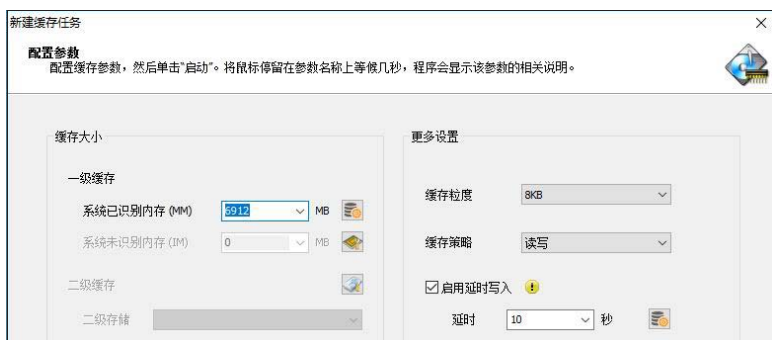 新建缓存任务
配置参数
配置缓存参数，然后单击“启动”。将鼠标停留在参数名称上等候几秒，程序会显示该参数的相关说明。
缓存大小
一级缓存
系统已识别内存 (MM) 6912 MB
系统未识别内存 (IM) 0 MB
二级缓存
二级存储
更多设置
缓存粒度 8KB
缓存策略 读写
启用延时写入
延时 10 秒